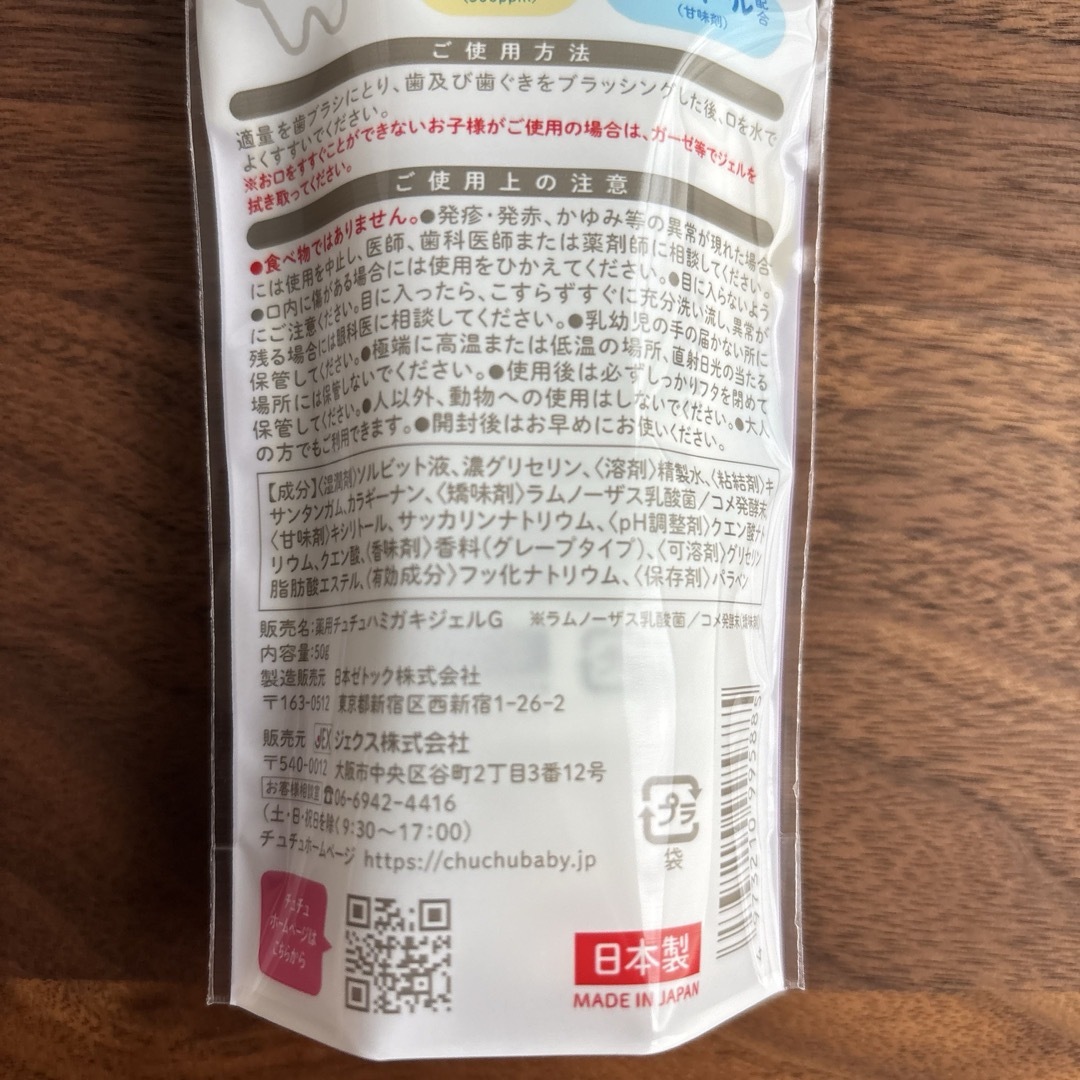 配合
(甘味剤)
ご使用方法
適量を歯ブラシにとり、歯及び歯ぐきをブラッシングした後、口を水で
よくすすいでください。
※お口をすすぐことができないお子様がご使用の場合は、ガーゼ等でジェルを
拭き取ってください。
ご使用上の注意
●食べ物ではありません。●発疹・発赤、かゆみ等の異常が現れた場合
には使用を中止し、医師、歯科医師または薬剤師に相談してください。
●口内に傷がある場合には使用をひかえてください。●目に入らないよう
にご注意ください。目に入ったら、こすらずすぐに充分洗い流し、異常が
残る場合には眼科医に相談してください。●乳幼児の手の届かない所に
保管してください。●極端に高温または低温の場所、直射日光の当たる
場所には保管しないでください。●使用後は必ずしっかりフタを閉めて
保管してください。●人以外、動物への使用はしないでください。●大人
の方でもご利用できます。●開封後はお早めにお使いください。
【成分】〈湿潤剤〉ソルビット液、濃グリセリン、〈溶剤〉精製水、〈粘結剤〉キ
サンタンガム、カラギーナン、〈矯味剤〉ラムノーザス乳酸菌/コメ発酵末
〈甘味剤〉キシリトール、サッカリンナトリウム、〈pH調整剤〉クエン酸ナト
リウム、クエン酸、〈香味剤〉香料(グレープタイプ)、〈可溶剤〉グリセリン
脂肪酸エステル、〈有効成分〉フッ化ナトリウム、〈保存剤〉パラベン
販売名:薬用チュチュハミガキジェルG ※ラムノーザス乳酸菌/コメ発酵末(矯味剤)
内容量:50g
製造販売元 日本ゼトック株式会社
〒163-0512 東京都新宿区西新宿1-26-2
販売元 JEX ジェクス株式会社
〒540-0012 大阪市中央区谷町2丁目3番12号
お客様相談室 ☎06-6942-4416
(土・日・祝日を除く9:30〜17:00)
チュチュホームページ https://chuchubaby.jp
プラ
袋
チュチュ
ホームページは
こちらから
日本製
MADE IN JAPAN
4 973210 995885